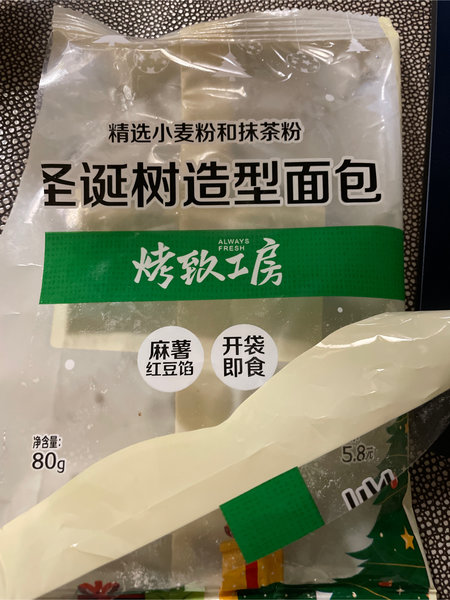 精选小麦粉和抹茶粉
圣诞树造型面包
ALWAYS
FRESH
烤致工房
麻薯
红豆馅
开袋
即食
净含量:
80g
5.8元